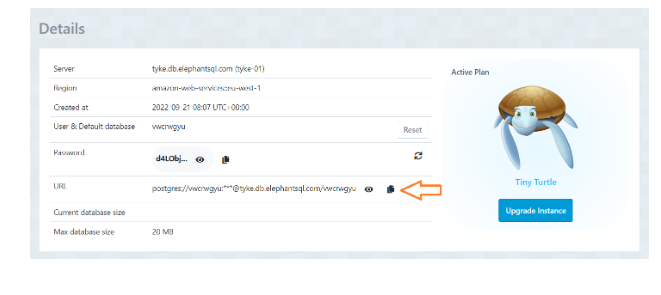 Details
Server tyke.db.elephantsql.com (tyke-01)
Active Plan
Region amazon-web-services::eu-west-1
Created at 2022-09-21 08:07 UTC+00:00
User & Default database vwcrwgyu Reset
Password d4LObj...
URL postgres://vwcrwgyu:***@tyke.db.elephantsql.com/vwcrwgyu
Tiny Turtle
Current database size
Upgrade Instance
Max database size 20 MB